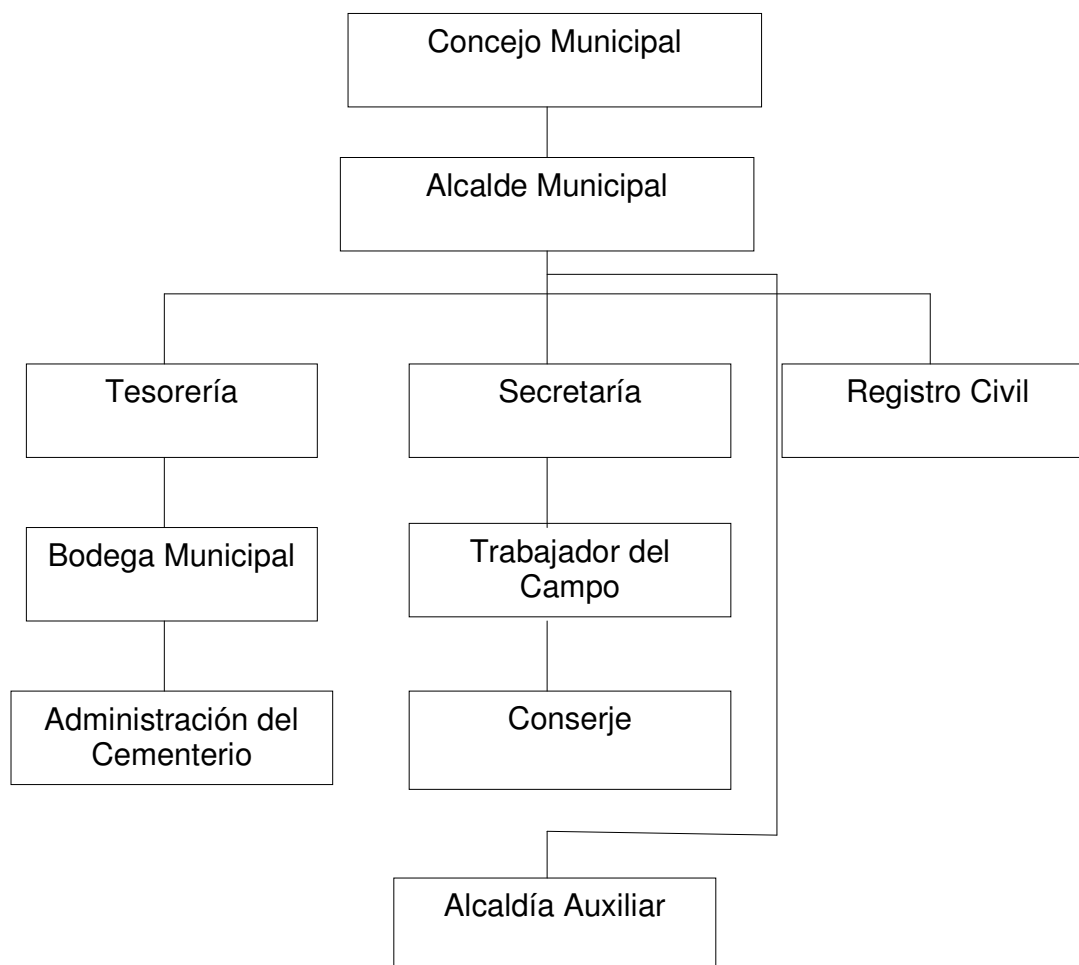 Concejo Municipal
Alcalde Municipal
Tesorería
Secretaría
Registro Civil
Bodega Municipal
Trabajador del
Campo
Administración del
Cementerio
Conserje
Alcaldía Auxiliar